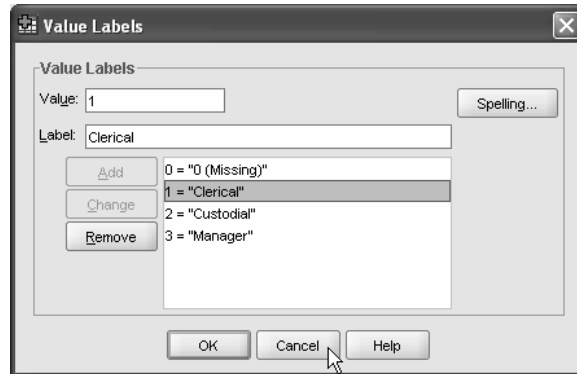 Value Labels
Value Labels
Value: 1
Spelling...
Label: Clerical
Add
Change
Remove
0 = "0 (Missing)"
1 = "Clerical"
2 = "Custodial"
3 = "Manager"
OK
Cancel
Help